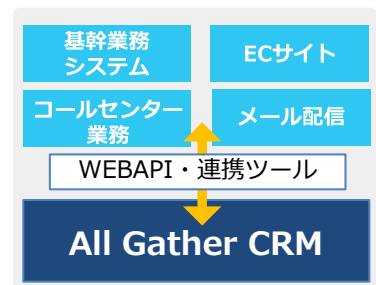 基幹業務
システム
ECサイト
コールセンター
業務
メール配信
WEBAPI・連携ツール
All Gather CRM